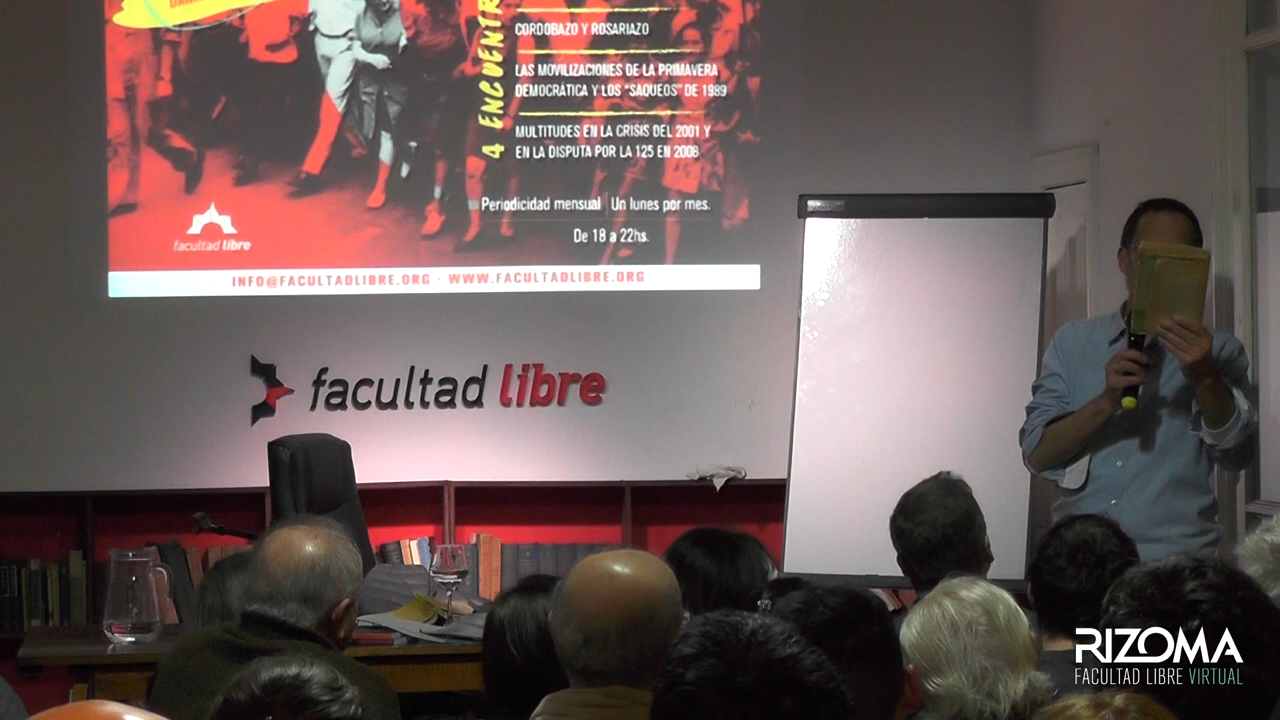 4 ENCUENTR
CORDOBAZO Y ROSARIAZO
LAS MOVILIZACIONES DE LA PRIMAVERA
DEMOCRÁTICA Y LOS "SAQUEOS" DE 1989
MULTITUDES EN LA CRISIS DEL 2001 Y
EN LA DISPUTA POR LA 125 EN 2008
Periodicidad mensual | Un lunes por mes.
De 18 a 22hs.
facultad libre
INFO@FACULTADLIBRE.ORG · WWW.FACULTADLIBRE.ORG
facultad libre
RIZOMA
FACULTAD LIBRE VIRTUAL